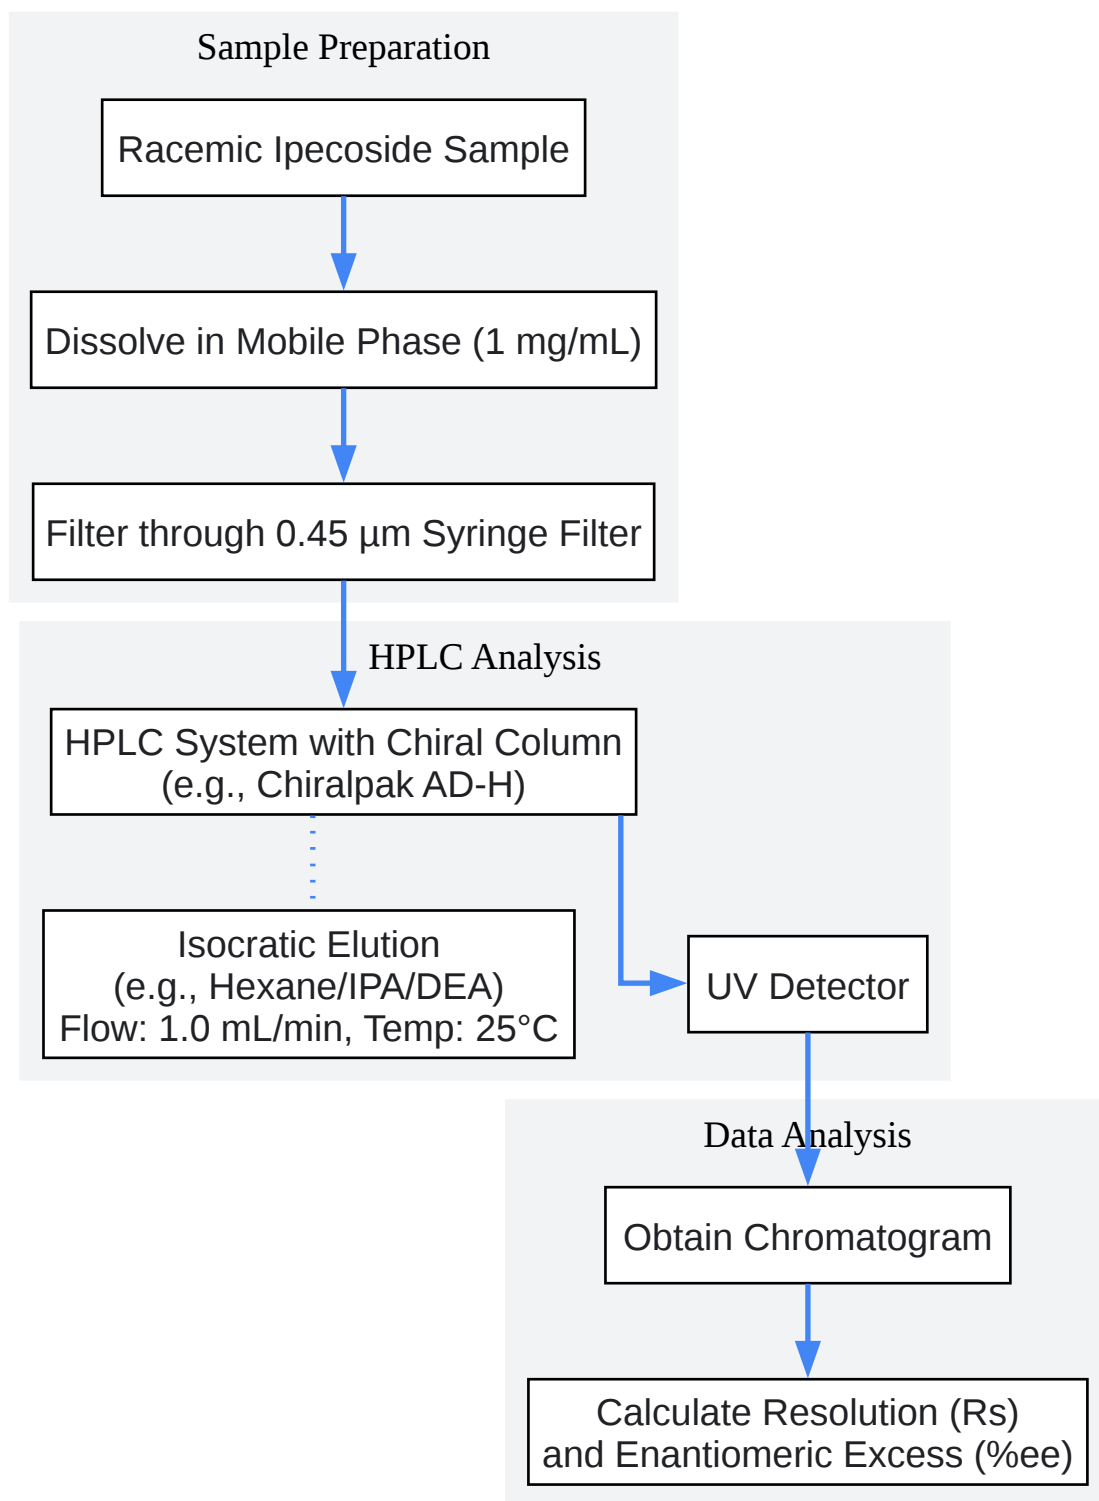 Sample Preparation
Racemic Ipecoside Sample
Dissolve in Mobile Phase (1 mg/mL)
Filter through 0.45 µm Syringe Filter
HPLC Analysis
HPLC System with Chiral Column
(e.g., Chiralpak AD-H)
Isocratic Elution
(e.g., Hexane/IPA/DEA)
Flow: 1.0 mL/min, Temp: 25°C
UV Detector
Data Analysis
Obtain Chromatogram
Calculate Resolution (Rs)
and Enantiomeric Excess (%ee)